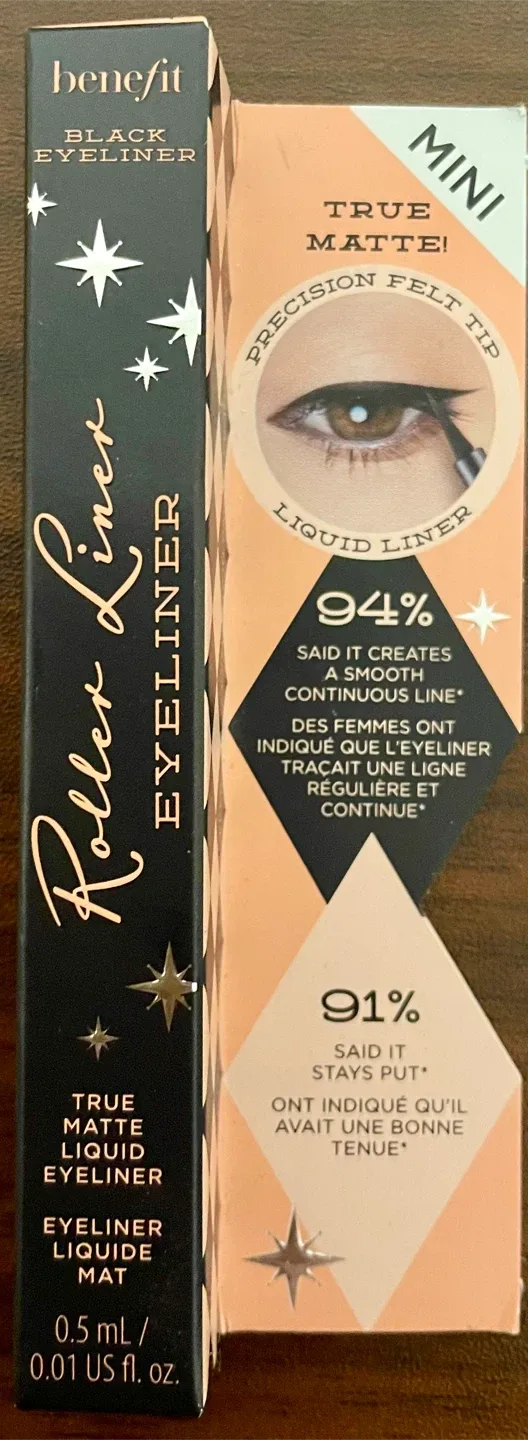 benefit
BLACK
EYELINER
Roller Liner
EYELINER
TRUE
MATTE
LIQUID
EYELINER
EYELINER
LIQUIDE
MAT
0.5 mL /
0.01 US fl. oz.
MINI
TRUE
MATTE!
PRECISION FELT TIP
LIQUID LINER
94%
SAID IT CREATES
A SMOOTH
CONTINUOUS LINE*
DES FEMMES ONT
INDIQUÉ QUE L'EYELINER
TRAÇAIT UNE LIGNE
RÉGULIÈRE ET
CONTINUE*
91%
SAID IT
STAYS PUT*
ONT INDIQUÉ QU'IL
AVAIT UNE BONNE
TENUE*